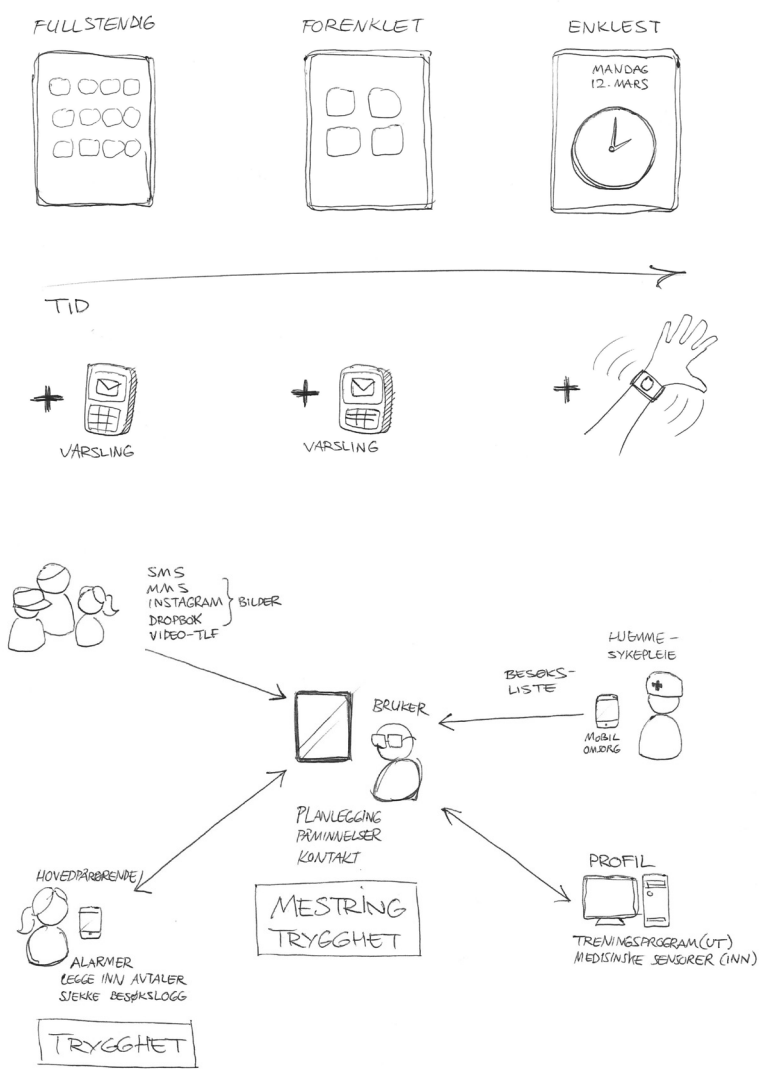 FULLSTENDIG
FORENKLET
ENKLEST
MANDAG
12. MARS
TID
VARSLING
VARSLING
SMS
MMS
INSTAGRAM
DROPBOK
VIDEO-TLF
BILDER
HJEMME-
SYKEPLEIE
BESØKS-
LISTE
MOBIL
OMSORG
BRUKER
PLANLEGGING
PÅMINNELSER
KONTAKT
MESTRING
TRYGGHET
HOVEDPÅRØRENDE
ALARMER
LEGGE INN AVTALER
SJEKKE BESØKSLOGG
TRYGGHET
PROFIL
TRENINGSPROGRAM (UT)
MEDISINSKE SENSORER (INN)